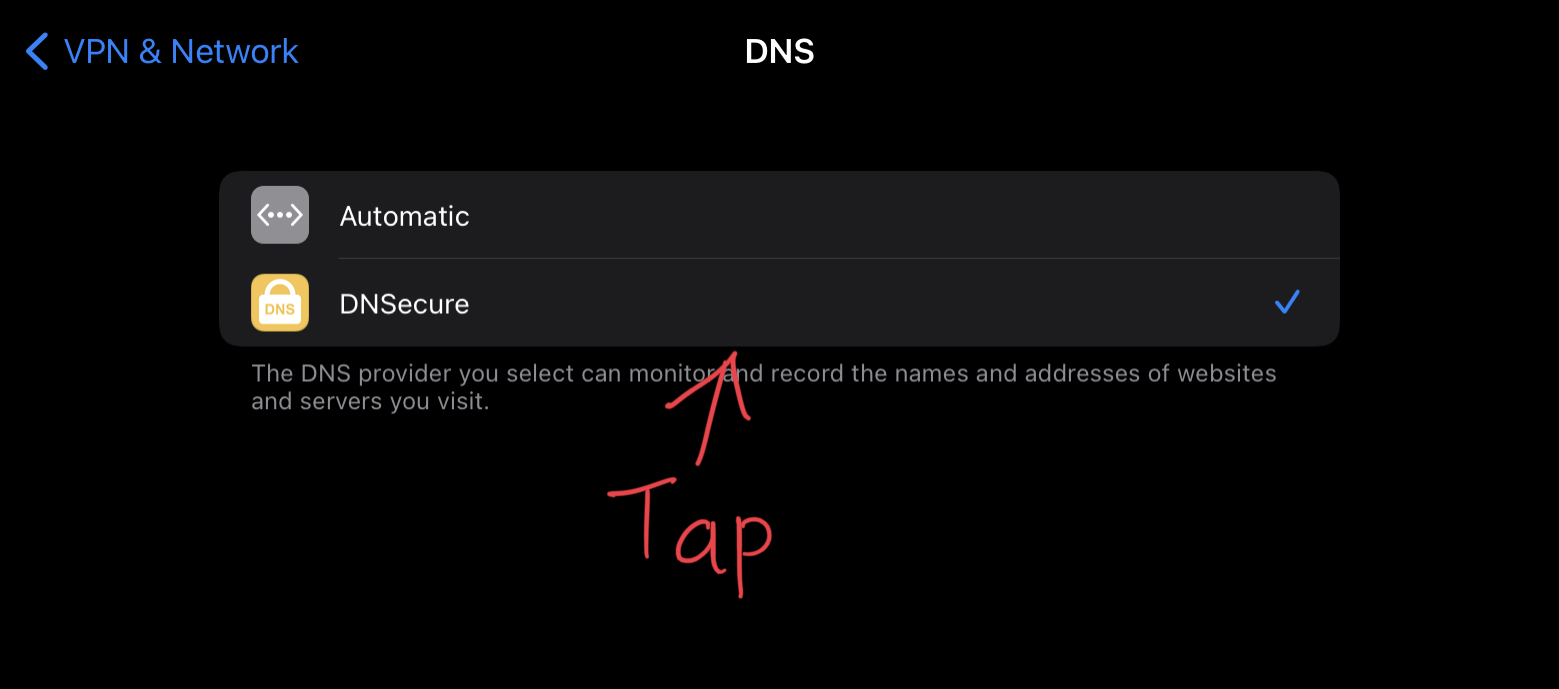 VPN & Network
DNS
Automatic
DNS
DNSecure
The DNS provider you select can monitor and record the names and addresses of websites
and servers you visit.
Tap